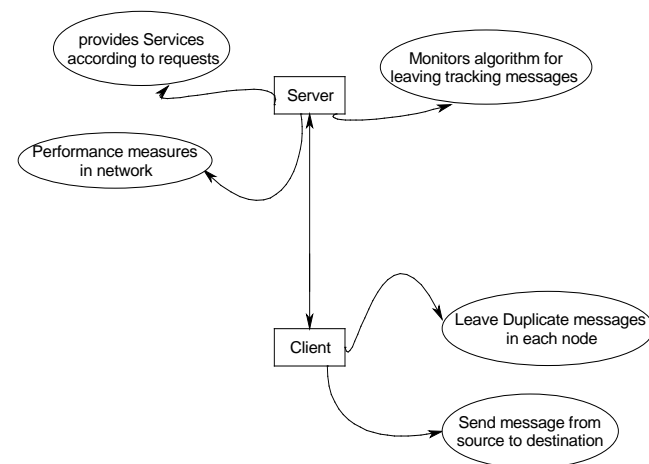 provides Services
according to requests
Monitors algorithm for
leaving tracking messages
Server
Performance measures
in network
Client
Leave Duplicate messages
in each node
Send message from
source to destination